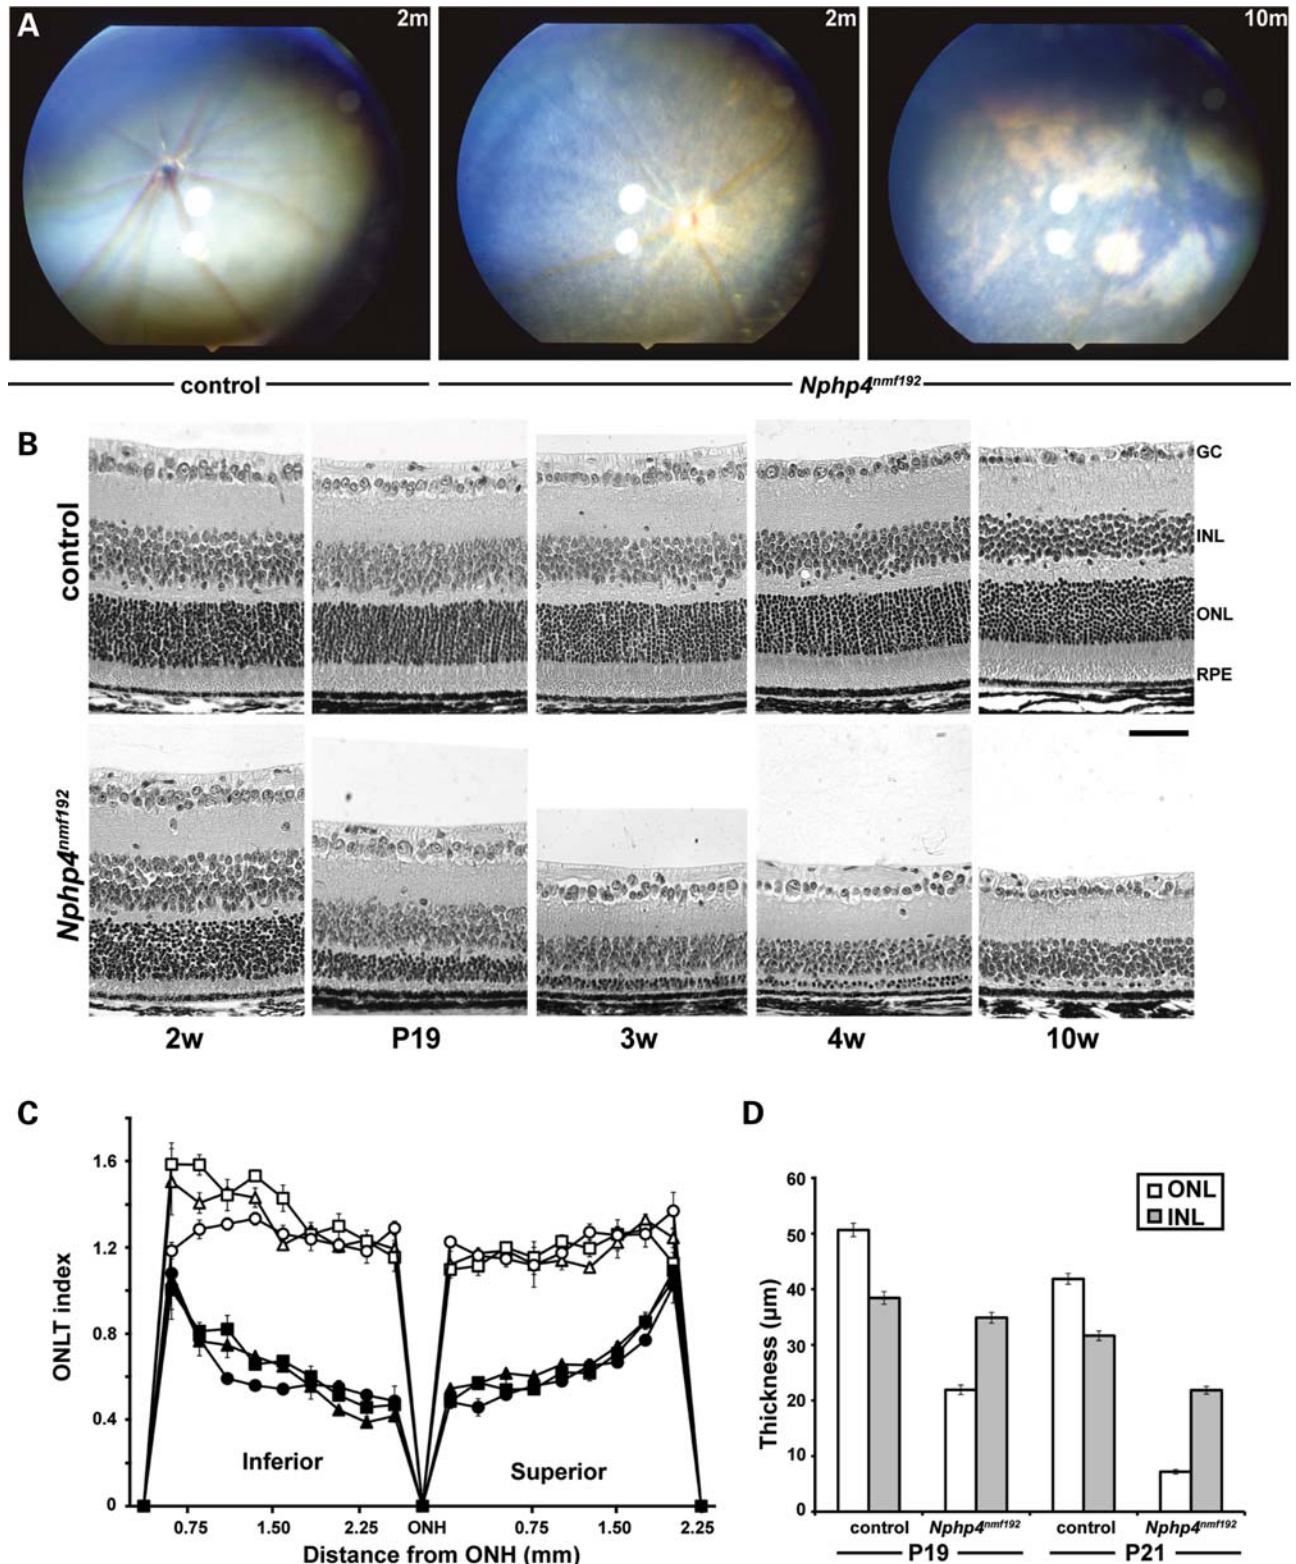 A
2m
2m
10m
control
Nphp4nmf192
B
control
GC
INL
ONL
RPE
Nphp4nmf192
2w
P19
3w
4w
10w
C
ONLT index
1.6
1.2
0.8
0.4
0
Inferior
Superior
0.75
1.50
2.25
ONH
0.75
1.50
2.25
Distance from ONH (mm)
D
Thickness (µm)
60
50
40
30
20
10
0
ONL
INL
control
Nphp4nmf192
control
Nphp4nmf192
P19
P21